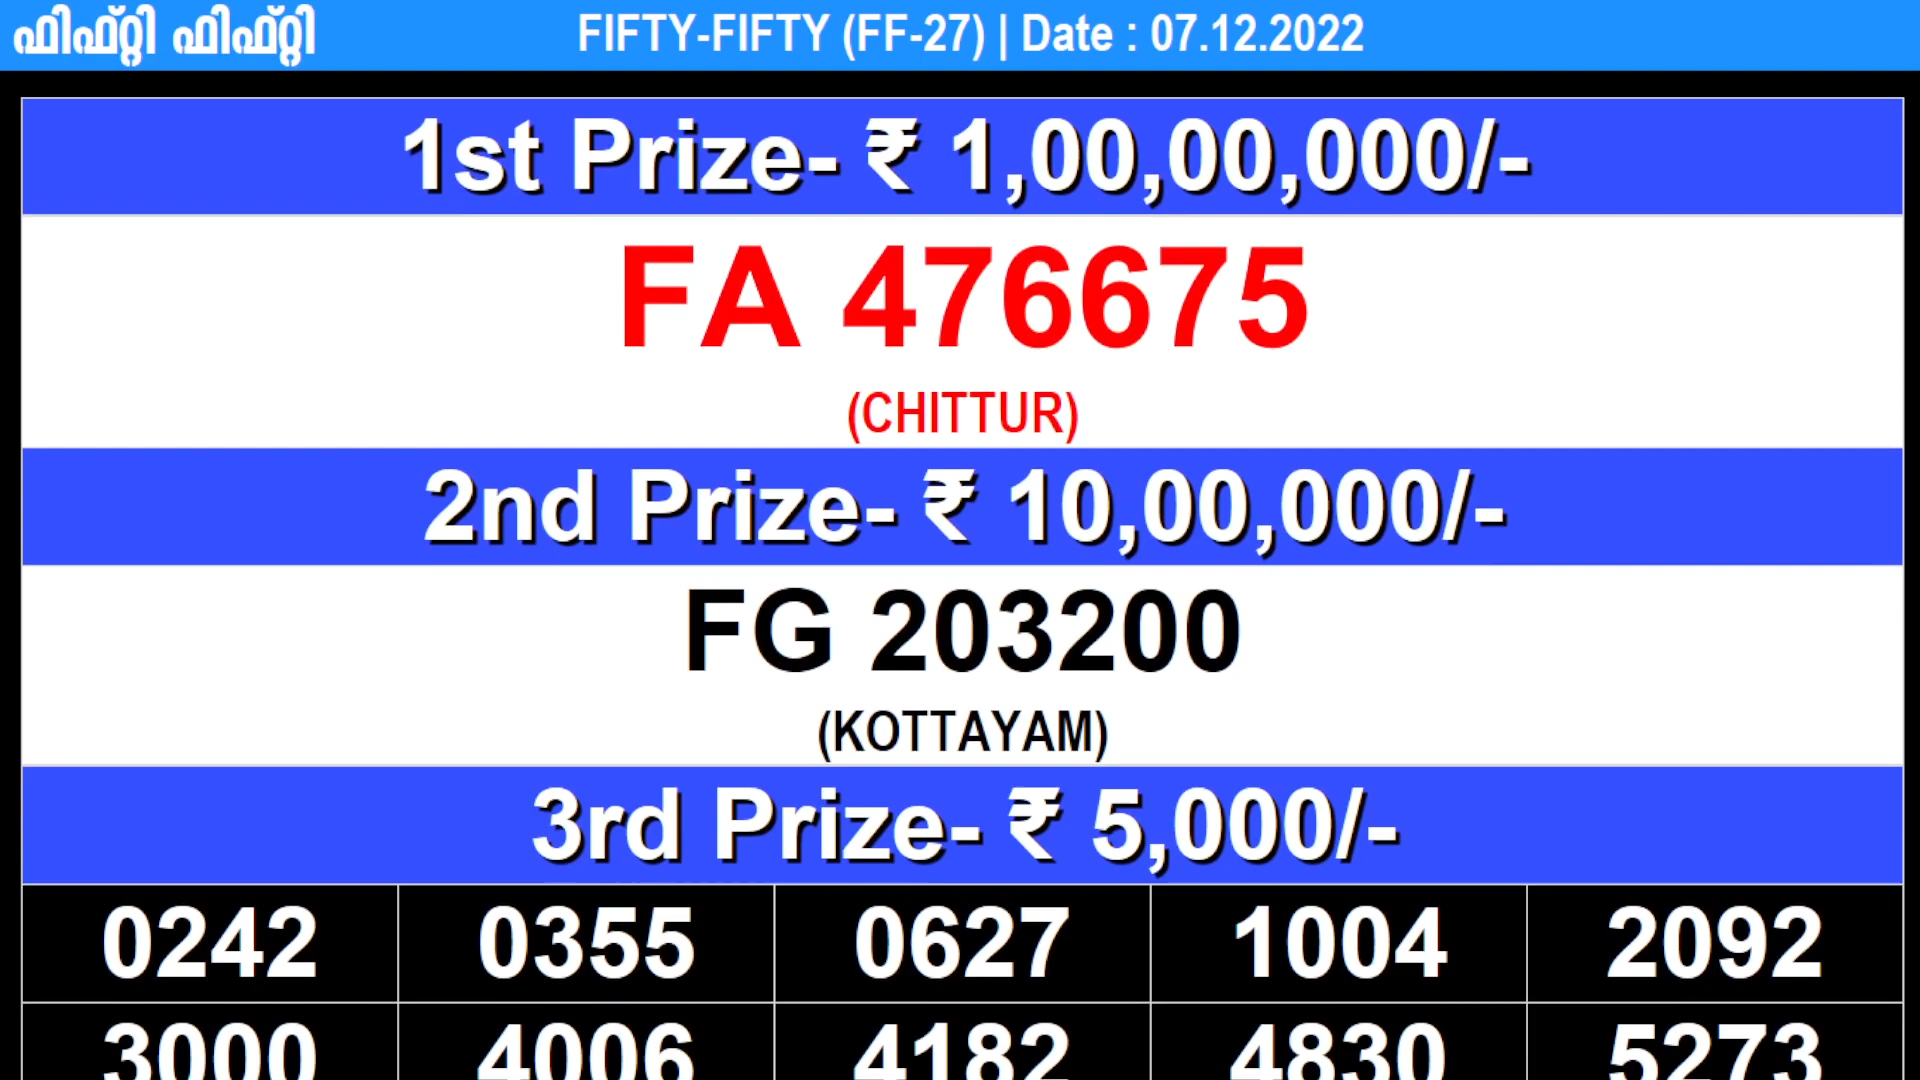 ഫിഫ്റ്റി ഫിഫ്റ്റി FIFTY-FIFTY (FF-27) | Date : 07.12.2022
1st Prize- ₹ 1,00,00,000/-
FA 476675
(CHITTUR)
2nd Prize- ₹ 10,00,000/-
FG 203200
(KOTTAYAM)
3rd Prize- ₹ 5,000/-
0242 0355 0627 1004 2092
3000 4006 4182 4830 5273